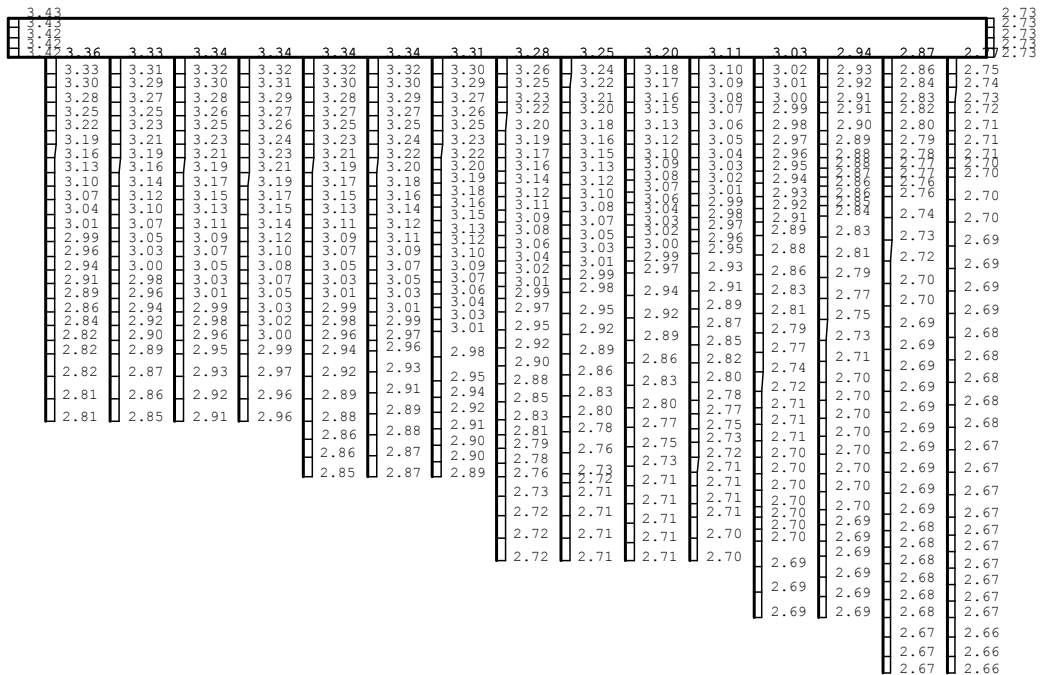 3.43 2.73
3.43 2.73
3.42 2.73
3.42 2.73
3.42 3.36 3.33 3.34 3.34 3.34 3.34 3.31 3.28 3.25 3.20 3.11 3.03 2.94 2.87 2.73
3.33 3.31 3.32 3.32 3.32 3.32 3.30 3.26 3.24 3.18 3.10 3.02 2.93 2.86 2.75
3.30 3.29 3.30 3.31 3.30 3.30 3.29 3.25 3.22 3.17 3.09 3.01 2.92 2.84 2.74
3.28 3.27 3.28 3.29 3.28 3.29 3.27 3.23 3.21 3.16 3.08 3.00 2.91 2.83 2.73
3.25 3.25 3.26 3.27 3.27 3.27 3.26 3.22 3.20 3.15 3.07 2.99 2.91 2.82
3.22 3.23 3.25 3.26 3.25 3.25 3.25 3.20 3.18 3.13 3.06 2.98 2.90 2.80 2.71
3.19 3.21 3.23 3.24 3.23 3.24 3.23 3.19 3.16 3.12 3.05 2.97 2.89 2.79 2.71
3.16 3.19 3.21 3.23 3.21 3.22 3.22 3.17 3.15 3.10 3.04 2.96 2.88 2.78 2.71
3.13 3.16 3.19 3.21 3.19 3.20 3.20 3.16 3.13 3.09 3.03 2.95 2.88 2.77 2.70
3.10 3.14 3.17 3.19 3.17 3.18 3.19 3.14 3.12 3.08 3.02 2.94 2.87 2.77 2.70
3.07 3.12 3.15 3.17 3.15 3.16 3.18 3.12 3.10 3.07 3.01 2.93 2.86 2.76
3.04 3.10 3.13 3.15 3.13 3.14 3.16 3.11 3.08 3.06 2.99 2.92 2.86 2.76 2.70
3.01 3.07 3.11 3.14 3.11 3.12 3.15 3.09 3.07 3.04 2.98 2.91 2.85 2.74 2.70
2.99 3.05 3.09 3.12 3.09 3.11 3.13 3.08 3.05 3.03 2.97 2.89 2.84 2.73 2.69
2.96 3.03 3.07 3.10 3.07 3.09 3.12 3.06 3.03 3.02 2.96 2.88 2.83 2.72
2.94 3.00 3.05 3.08 3.05 3.07 3.10 3.04 3.01 3.00 2.95 2.86 2.81 2.70 2.69
2.91 2.98 3.03 3.07 3.03 3.05 3.09 3.02 2.99 2.99 2.93 2.83 2.79 2.70 2.69
2.89 2.96 3.01 3.05 3.01 3.03 3.07 3.01 2.98 2.97 2.91 2.81 2.77 2.69 2.68
2.86 2.94 2.99 3.03 2.99 3.01 3.06 2.99 2.95 2.94 2.89 2.79 2.75 2.69 2.68
2.84 2.92 2.98 3.02 2.98 2.99 3.04 2.97 2.92 2.92 2.87 2.77 2.73 2.69 2.68
2.82 2.90 2.96 3.00 2.96 2.97 3.03 2.95 2.89 2.89 2.85 2.74 2.71 2.69 2.68
2.82 2.89 2.95 2.99 2.94 2.96 3.01 2.92 2.86 2.86 2.82 2.72 2.70 2.69 2.68
2.82 2.87 2.93 2.97 2.92 2.93 2.98 2.90 2.83 2.83 2.80 2.71 2.70 2.69 2.67
2.81 2.86 2.92 2.96 2.89 2.91 2.95 2.88 2.80 2.80 2.78 2.71 2.70 2.69 2.67
2.81 2.85 2.91 2.96 2.88 2.89 2.94 2.85 2.78 2.77 2.77 2.70 2.70 2.69 2.67
2.86 2.88 2.92 2.83 2.76 2.75 2.75 2.70 2.70 2.69 2.67
2.86 2.87 2.91 2.81 2.73 2.73 2.73 2.70 2.70 2.68 2.67
2.85 2.87 2.90 2.79 2.72 2.71 2.72 2.70 2.69 2.68 2.67
2.90 2.78 2.71 2.71 2.71 2.70 2.69 2.68 2.67
2.89 2.76 2.71 2.71 2.71 2.70 2.69 2.68 2.67
2.73 2.71 2.71 2.71 2.69 2.69 2.68 2.66
2.72 2.71 2.70 2.69 2.69 2.67 2.66
2.72 2.70 2.69 2.67 2.66
2.72 2.67